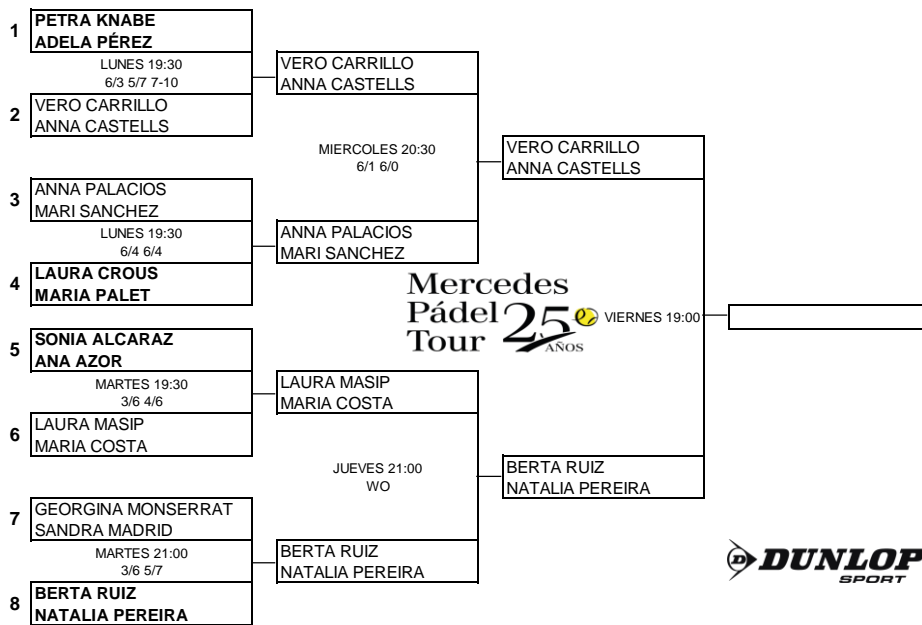 1
PETRA KNABE
ADELA PÉREZ
LUNES 19:30
6/3 5/7 7-10
2
VERO CARRILLO
ANNA CASTELLS
VERO CARRILLO
ANNA CASTELLS
MIERCOLES 20:30
6/1 6/0
VERO CARRILLO
ANNA CASTELLS
3
ANNA PALACIOS
MARI SANCHEZ
LUNES 19:30
6/4 6/4
4
LAURA CROUS
MARIA PALET
ANNA PALACIOS
MARI SANCHEZ
Mercedes
Pádel
Tour
25
AÑOS
VIERNES 19:00
5
SONIA ALCARAZ
ANA AZOR
MARTES 19:30
3/6 4/6
6
LAURA MASIP
MARIA COSTA
LAURA MASIP
MARIA COSTA
JUEVES 21:00
WO
BERTA RUIZ
NATALIA PEREIRA
7
GEORGINA MONSERRAT
SANDRA MADRID
MARTES 21:00
3/6 5/7
8
BERTA RUIZ
NATALIA PEREIRA
BERTA RUIZ
NATALIA PEREIRA
DUNLOP
SPORT